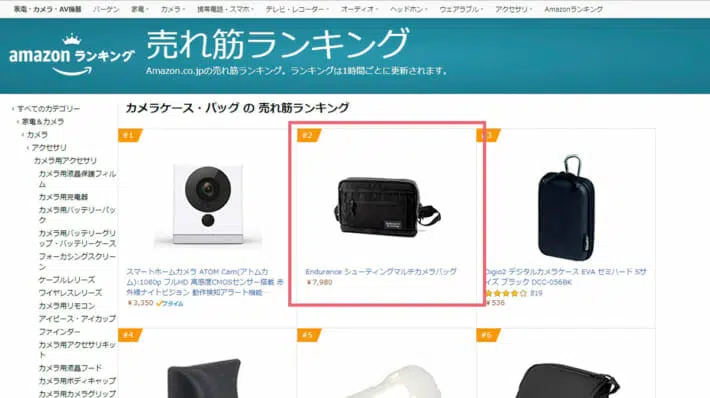 家電・カメラ・AV機器 バーゲン 家電 カメラ 携帯電話・スマホ テレビ・レコーダー オーディオ ヘッドホン ウェアラブル アクセサリ Amazonランキング
amazon ランキング
売れ筋ランキング
Amazon.co.jpの売れ筋ランキング。ランキングは1時間ごとに更新されます。
‹ すべてのカテゴリー
‹ 家電&カメラ
‹ カメラ
‹ アクセサリ
カメラ用アクセサリ
カメラ用液晶保護フィル
ム
カメラ用充電器
カメラ用バッテリーパッ
ク
カメラ用バッテリーグリ
ップ・バッテリーケース
フォーカシングスクリー
ン
ケーブルレリーズ
ワイヤレスレリーズ
カメラ用リモコン
アイピース・アイカップ
ファインダー
カメラ用アクセサリキッ
ト
カメラ用液晶フード
カメラ用ボディキャップ
カメラ用カメラグリップ
カメラケース・バッグ の 売れ筋ランキング
#1
スマートホームカメラ ATOM Cam(アトムカ
ム):1080p フルHD 高感度CMOSセンサー搭載 赤
外線ナイトビジョン 動作検知アラート機能…
¥3,350 プライム
#2
Endurance シューティングマルチカメラバッグ
¥7,980
#3
Digio2 デジタルカメラケース EVA セミハード Sサ
イズ ブラック DCC-056BK
819
¥536
#4
#5
#6